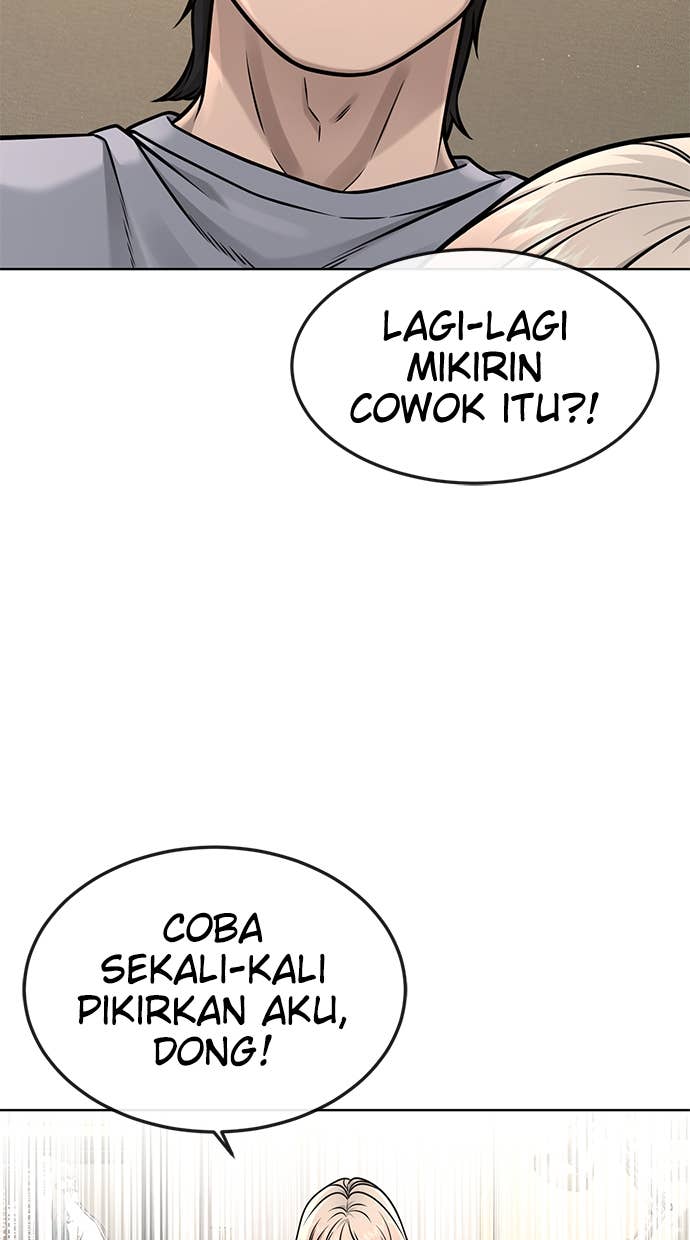 LAGI-LAGI
MIKIRIN
COWOK ITU?!
COBA
SEKALI-KALI
PIKIRKAN AKU,
DONG!